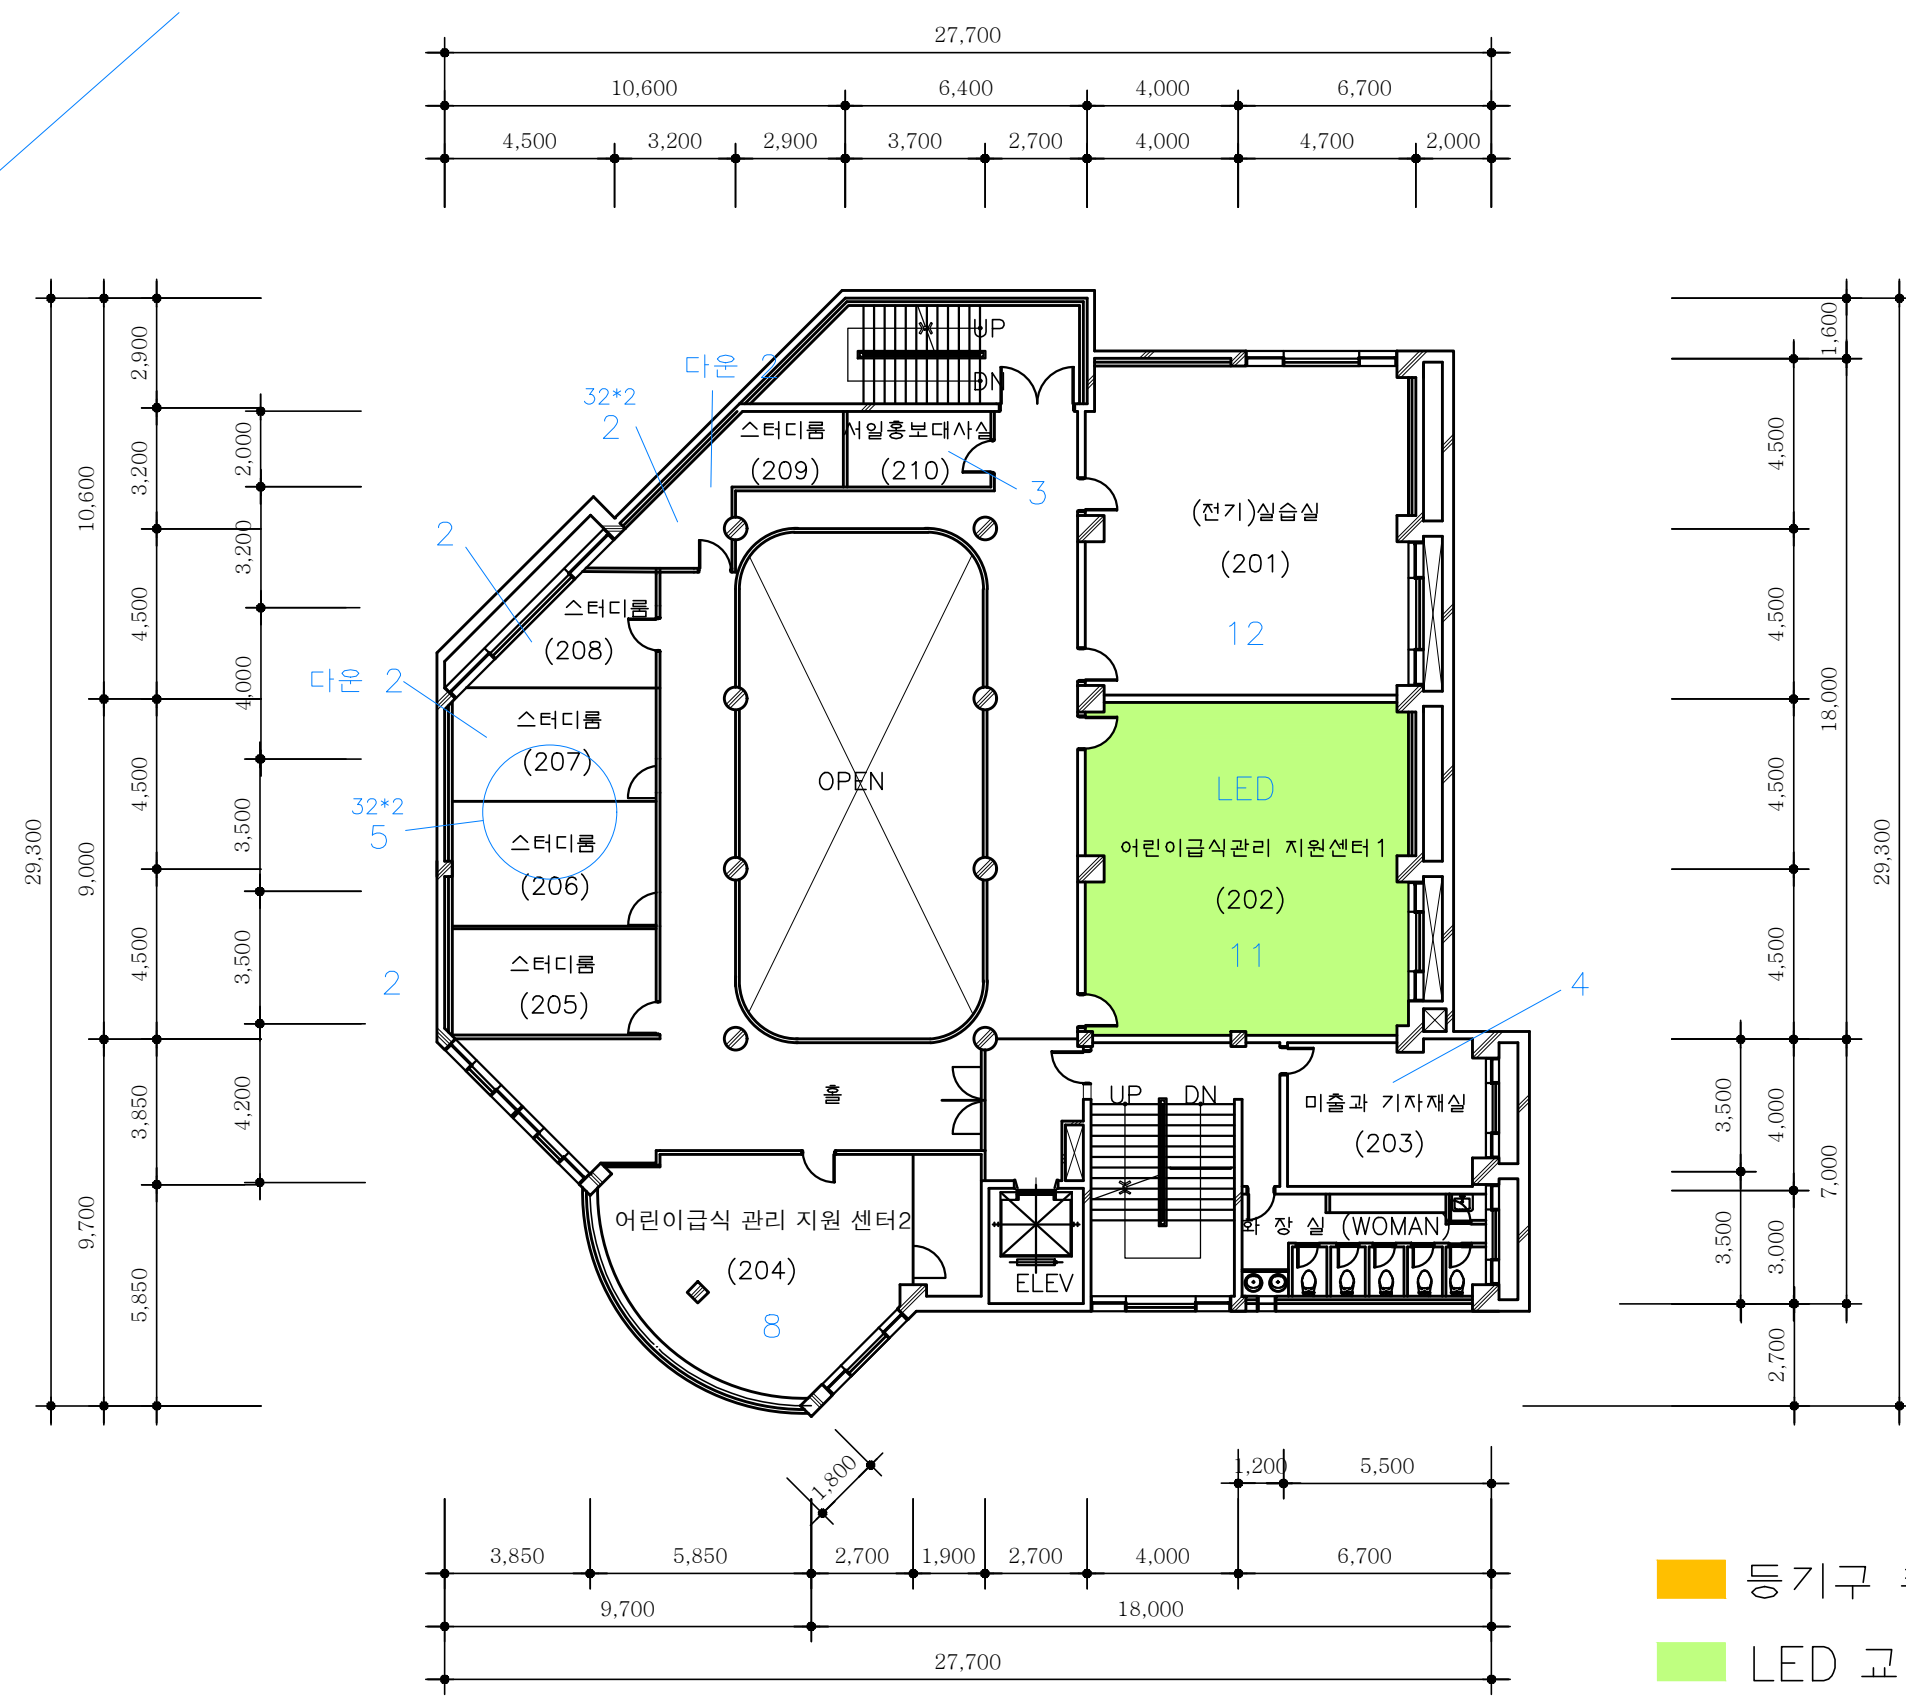 27,700
10,600 6,400 4,000 6,700
4,500 3,200 2,900 3,700 2,700 4,000 4,700 2,000
29,300
10,600
9,000
9,700
2,900
3,200
4,500
4,500
4,500
3,850
5,850
2,000
3,200
4,000
3,500
3,500
4,200
UP
DN
다운 2
32*2
2
스터디룸
(209)
서일홍보대사실
(210)
3
2
스터디룸
(208)
다운 2
스터디룸
(207)
32*2
5
스터디룸
(206)
2
스터디룸
(205)
OPEN
(전기)실습실
(201)
12
LED
어린이급식관리 지원센터1
(202)
11
4
홀
UP DN
미출과 기자재실
(203)
어린이급식 관리 지원 센터2
(204)
8
ELEV
화 장 실 (WOMAN)
1,600
18,000
7,000
29,300
4,500
4,500
4,500
4,500
4,000
3,000
2,700
3,500
3,500
1,800
1,200 5,500
3,850 5,850 2,700 1,900 2,700 4,000 6,700
9,700 18,000
27,700
등기구
LED 교